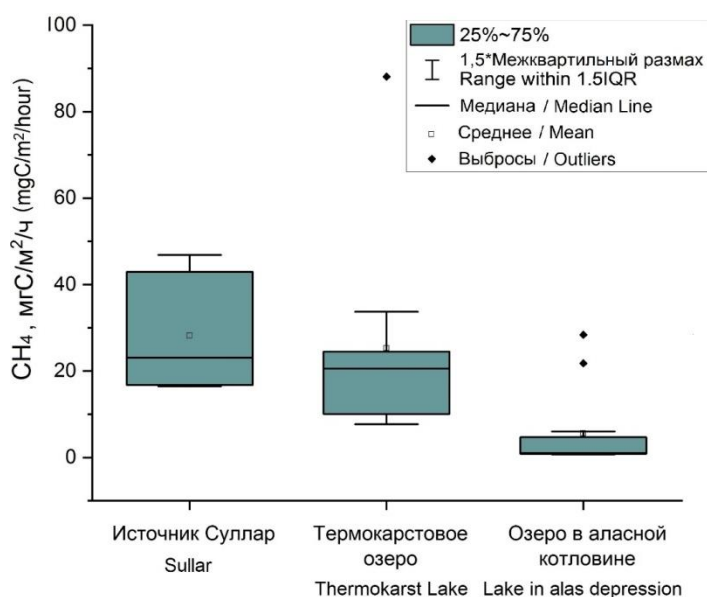 100
80
60
40
20
0
CH₄, мгС/м²/ч (mgC/m²/hour)
25%~75%
1,5*Межквартильный размах
Range within 1.5IQR
Медиана / Median Line
Среднее / Mean
Выбросы / Outliers
Источник Суллар
Sullar
Термокарстовое
озеро
Thermokarst Lake
Озеро в аласной
котловине
Lake in alas depression